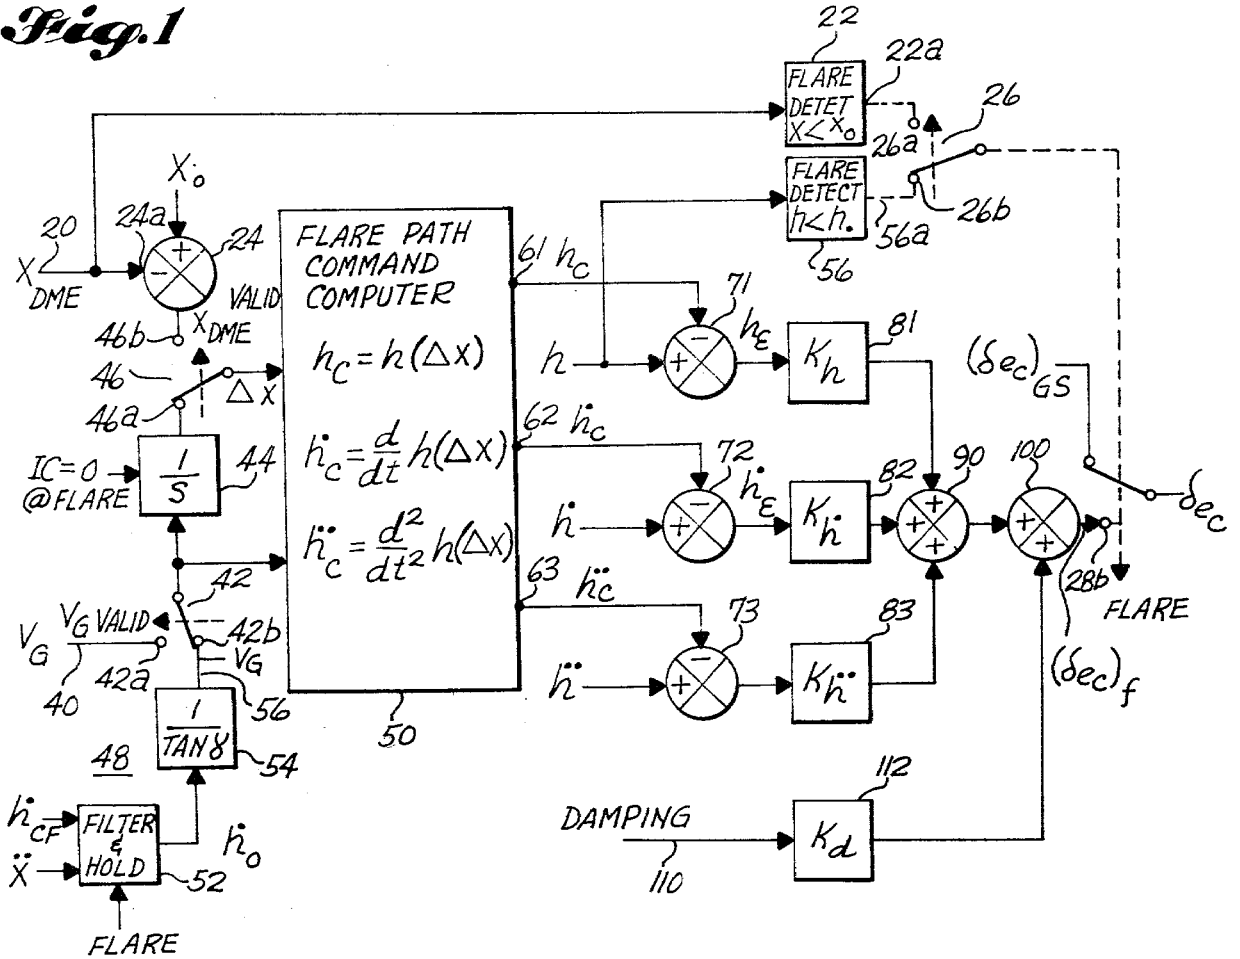 Fig.1
22
22a
FLARE
DETET
X<X₀
26
26a
26b
FLARE
DETECT
h<h.
56a
56
X₀
24a
24
20
X DME
46b
VALID
X DME
46
46a
ΔX
IC=0
@FLARE
1/S
44
FLARE PATH
COMMAND
COMPUTER
h_C = h(ΔX)
ḣ_C = d/dt h(ΔX)
ḧ_C = d²/dt² h(ΔX)
50
61
h_C
62
ḣ_C
63
ḧ_C
h
71
h_ε
K_h
81
ḣ
72
ḣ_ε
K_ḣ
82
ḧ
73
K_ḧ
83
90
100
(δec)_GS
δec
28b
FLARE
(δec)_f
42
V_G VALID
V_G
40
42a
42b
V_G
56
1/TAN γ
54
48
ḣ_CF
Ẍ
FILTER
&
HOLD
52
ḣ₀
FLARE
DAMPING
110
K_d
112